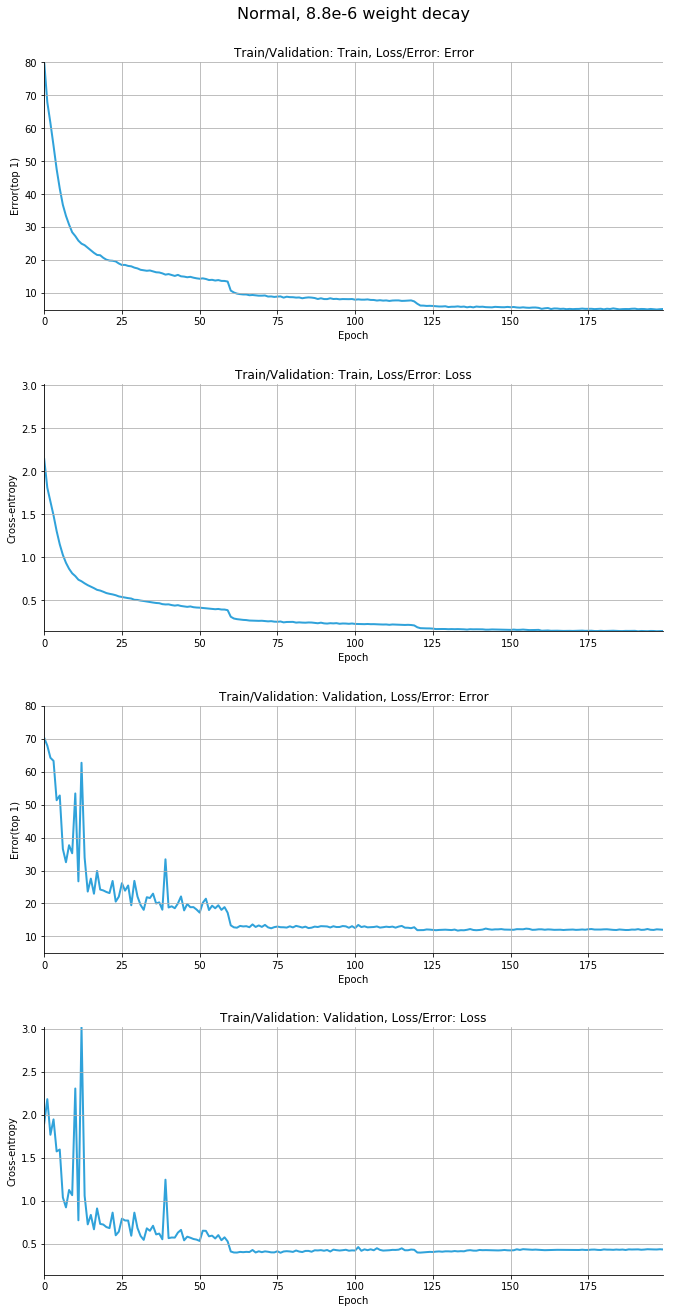 Normal, 8.8e-6 weight decay
Train/Validation: Train, Loss/Error: Error
80
70
60
50
40
30
20
10
Error(top 1)
0 25 50 75 100 125 150 175
Epoch
Train/Validation: Train, Loss/Error: Loss
3.0
2.5
2.0
1.5
1.0
0.5
Cross-entropy
0 25 50 75 100 125 150 175
Epoch
Train/Validation: Validation, Loss/Error: Error
80
70
60
50
40
30
20
10
Error(top 1)
0 25 50 75 100 125 150 175
Epoch
Train/Validation: Validation, Loss/Error: Loss
3.0
2.5
2.0
1.5
1.0
0.5
Cross-entropy
0 25 50 75 100 125 150 175
Epoch